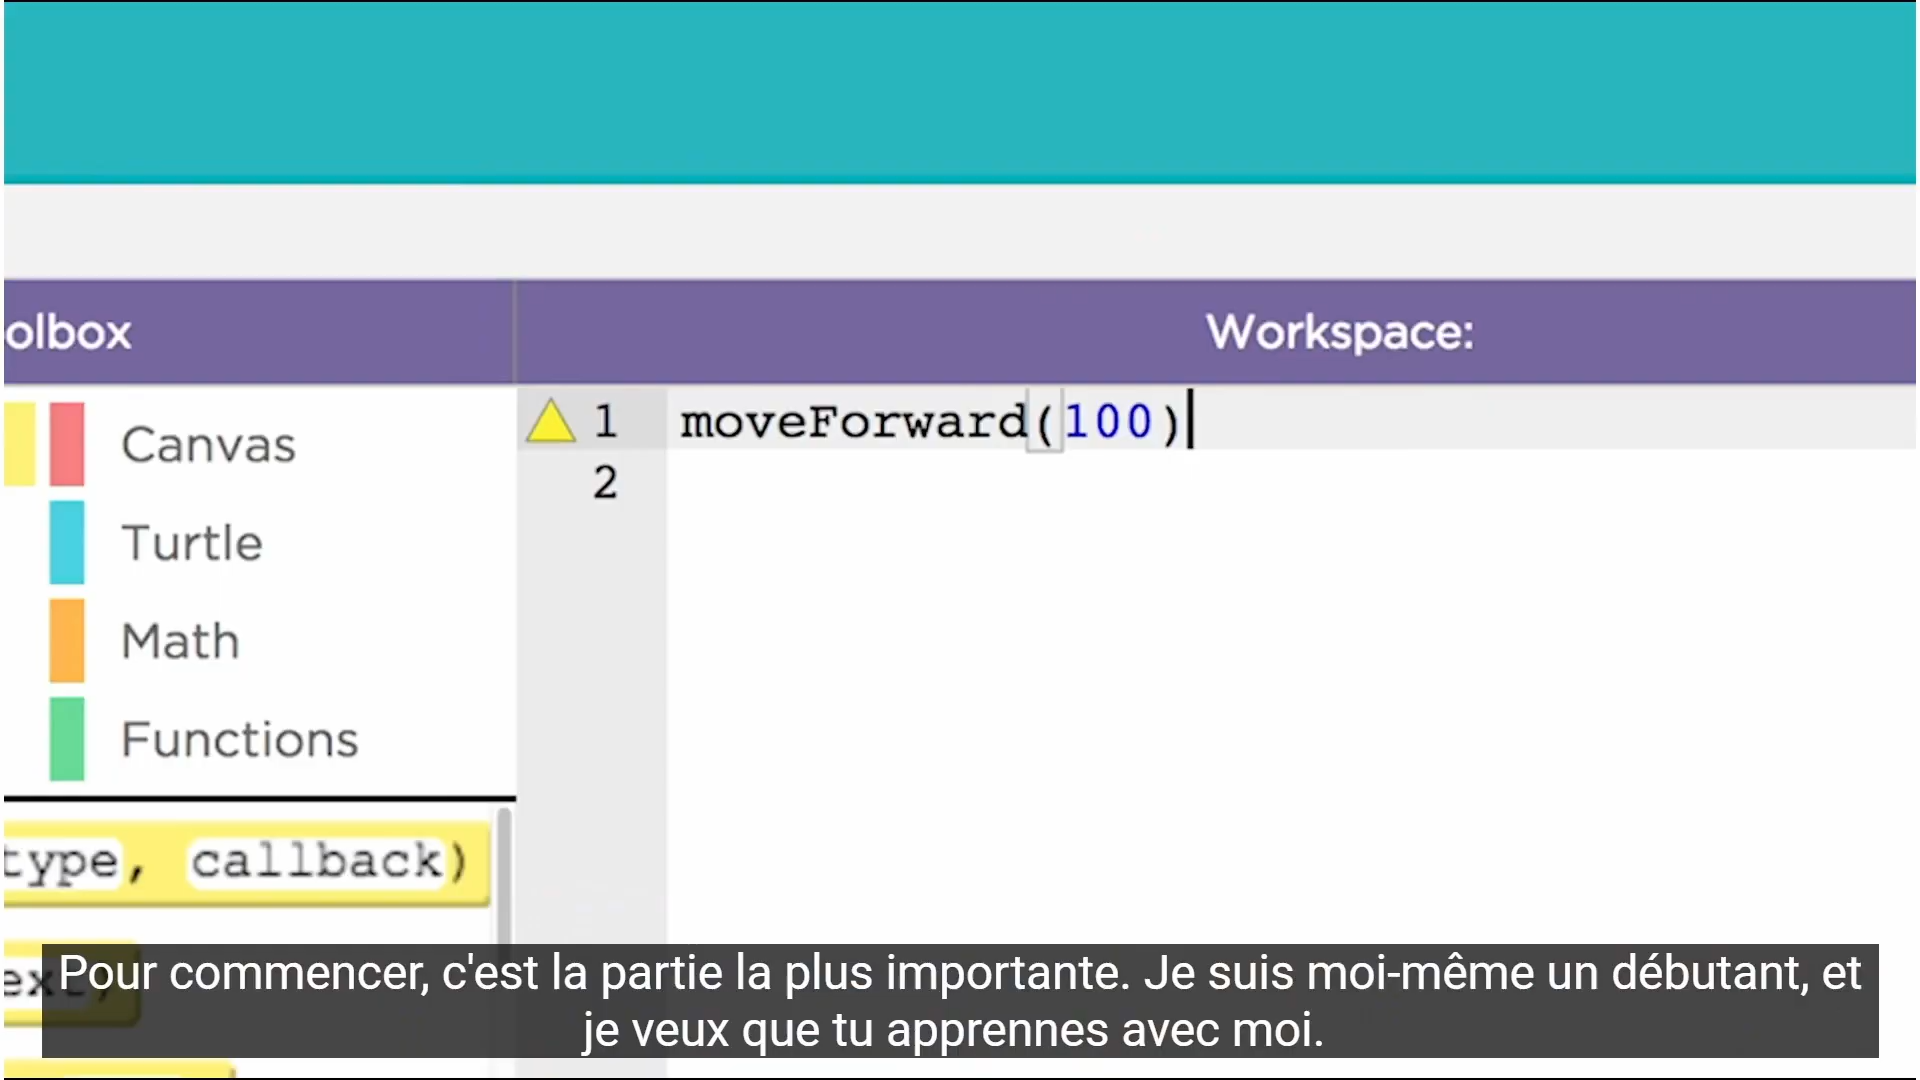 olbox
Workspace:
Canvas
Turtle
Math
Functions
1 moveForward(100)
2
type, callback)
Pour commencer, c'est la partie la plus importante. Je suis moi-même un débutant, et
je veux que tu apprennes avec moi.